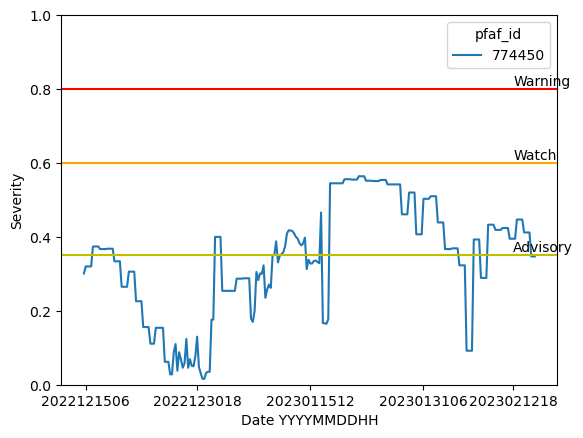 pfaf_id
774450
Warning
Watch
Advisory
Severity
1.0
0.8
0.6
0.4
0.2
0.0
2022121506 2022123018 2023011512 2023013106 2023021218
Date YYYYMMDDHH